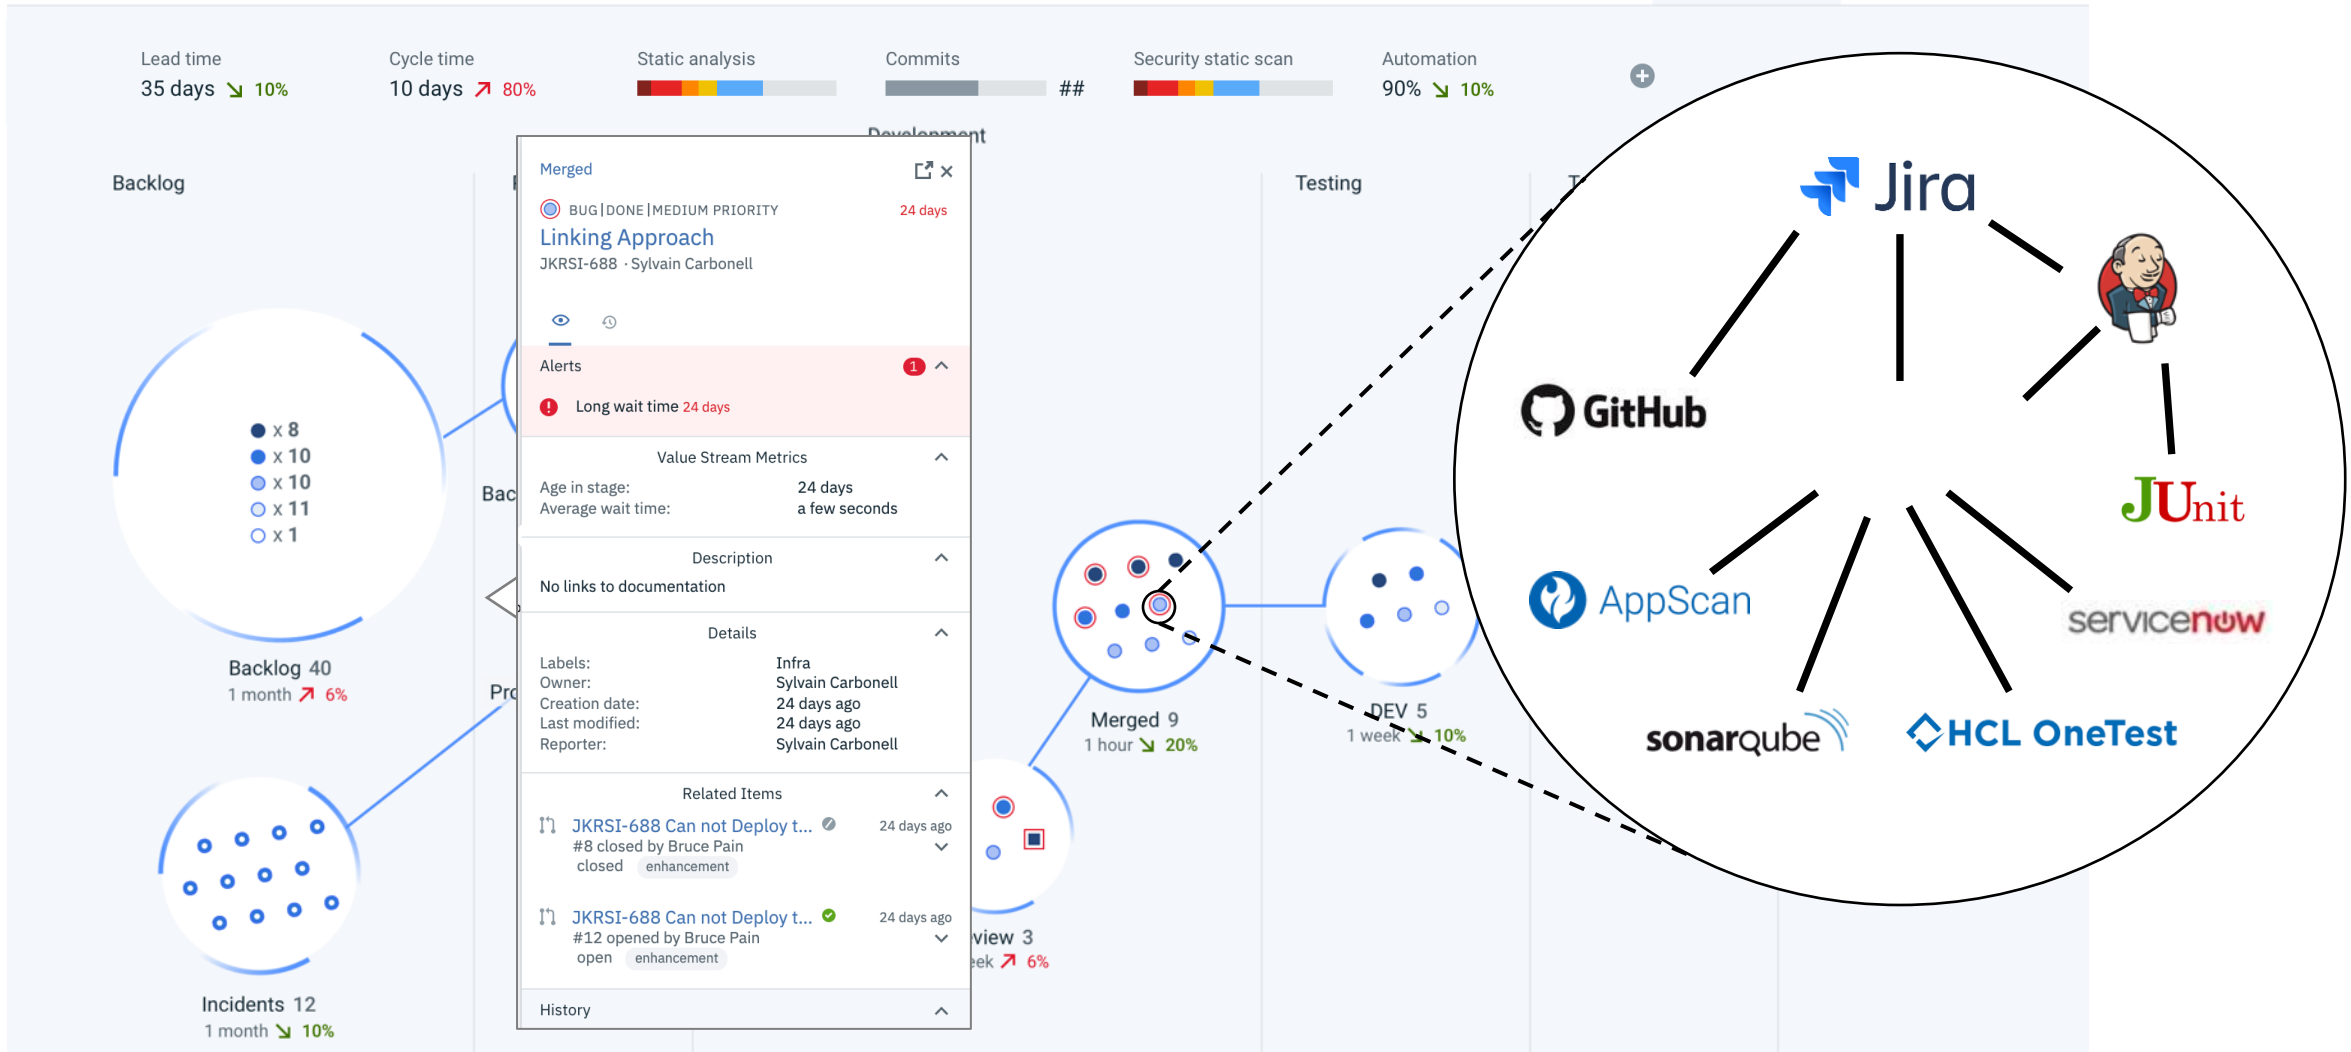 Lead time
35 days 10%
Cycle time
10 days 80%
Static analysis
Commits
##
Security static scan
Automation
90% 10%
Development
Backlog
Testing
x 8
x 10
x 10
x 11
x 1
Backlog 40
1 month 6%
Incidents 12
1 month 10%
Bac
Pro
Merged
BUG|DONE|MEDIUM PRIORITY
24 days
Linking Approach
JKRSI-688 · Sylvain Carbonell
Alerts
1
Long wait time 24 days
Value Stream Metrics
Age in stage: 24 days
Average wait time: a few seconds
Description
No links to documentation
Details
Labels: Infra
Owner: Sylvain Carbonell
Creation date: 24 days ago
Last modified: 24 days ago
Reporter: Sylvain Carbonell
Related Items
JKRSI-688 Can not Deploy t... 24 days ago
#8 closed by Bruce Pain
closed enhancement
JKRSI-688 Can not Deploy t... 24 days ago
#12 opened by Bruce Pain
open enhancement
History
view 3
eek 6%
Merged 9
1 hour 20%
DEV 5
1 week 10%
Jira
GitHub
JUnit
AppScan
servicenow
sonarqube
HCL OneTest